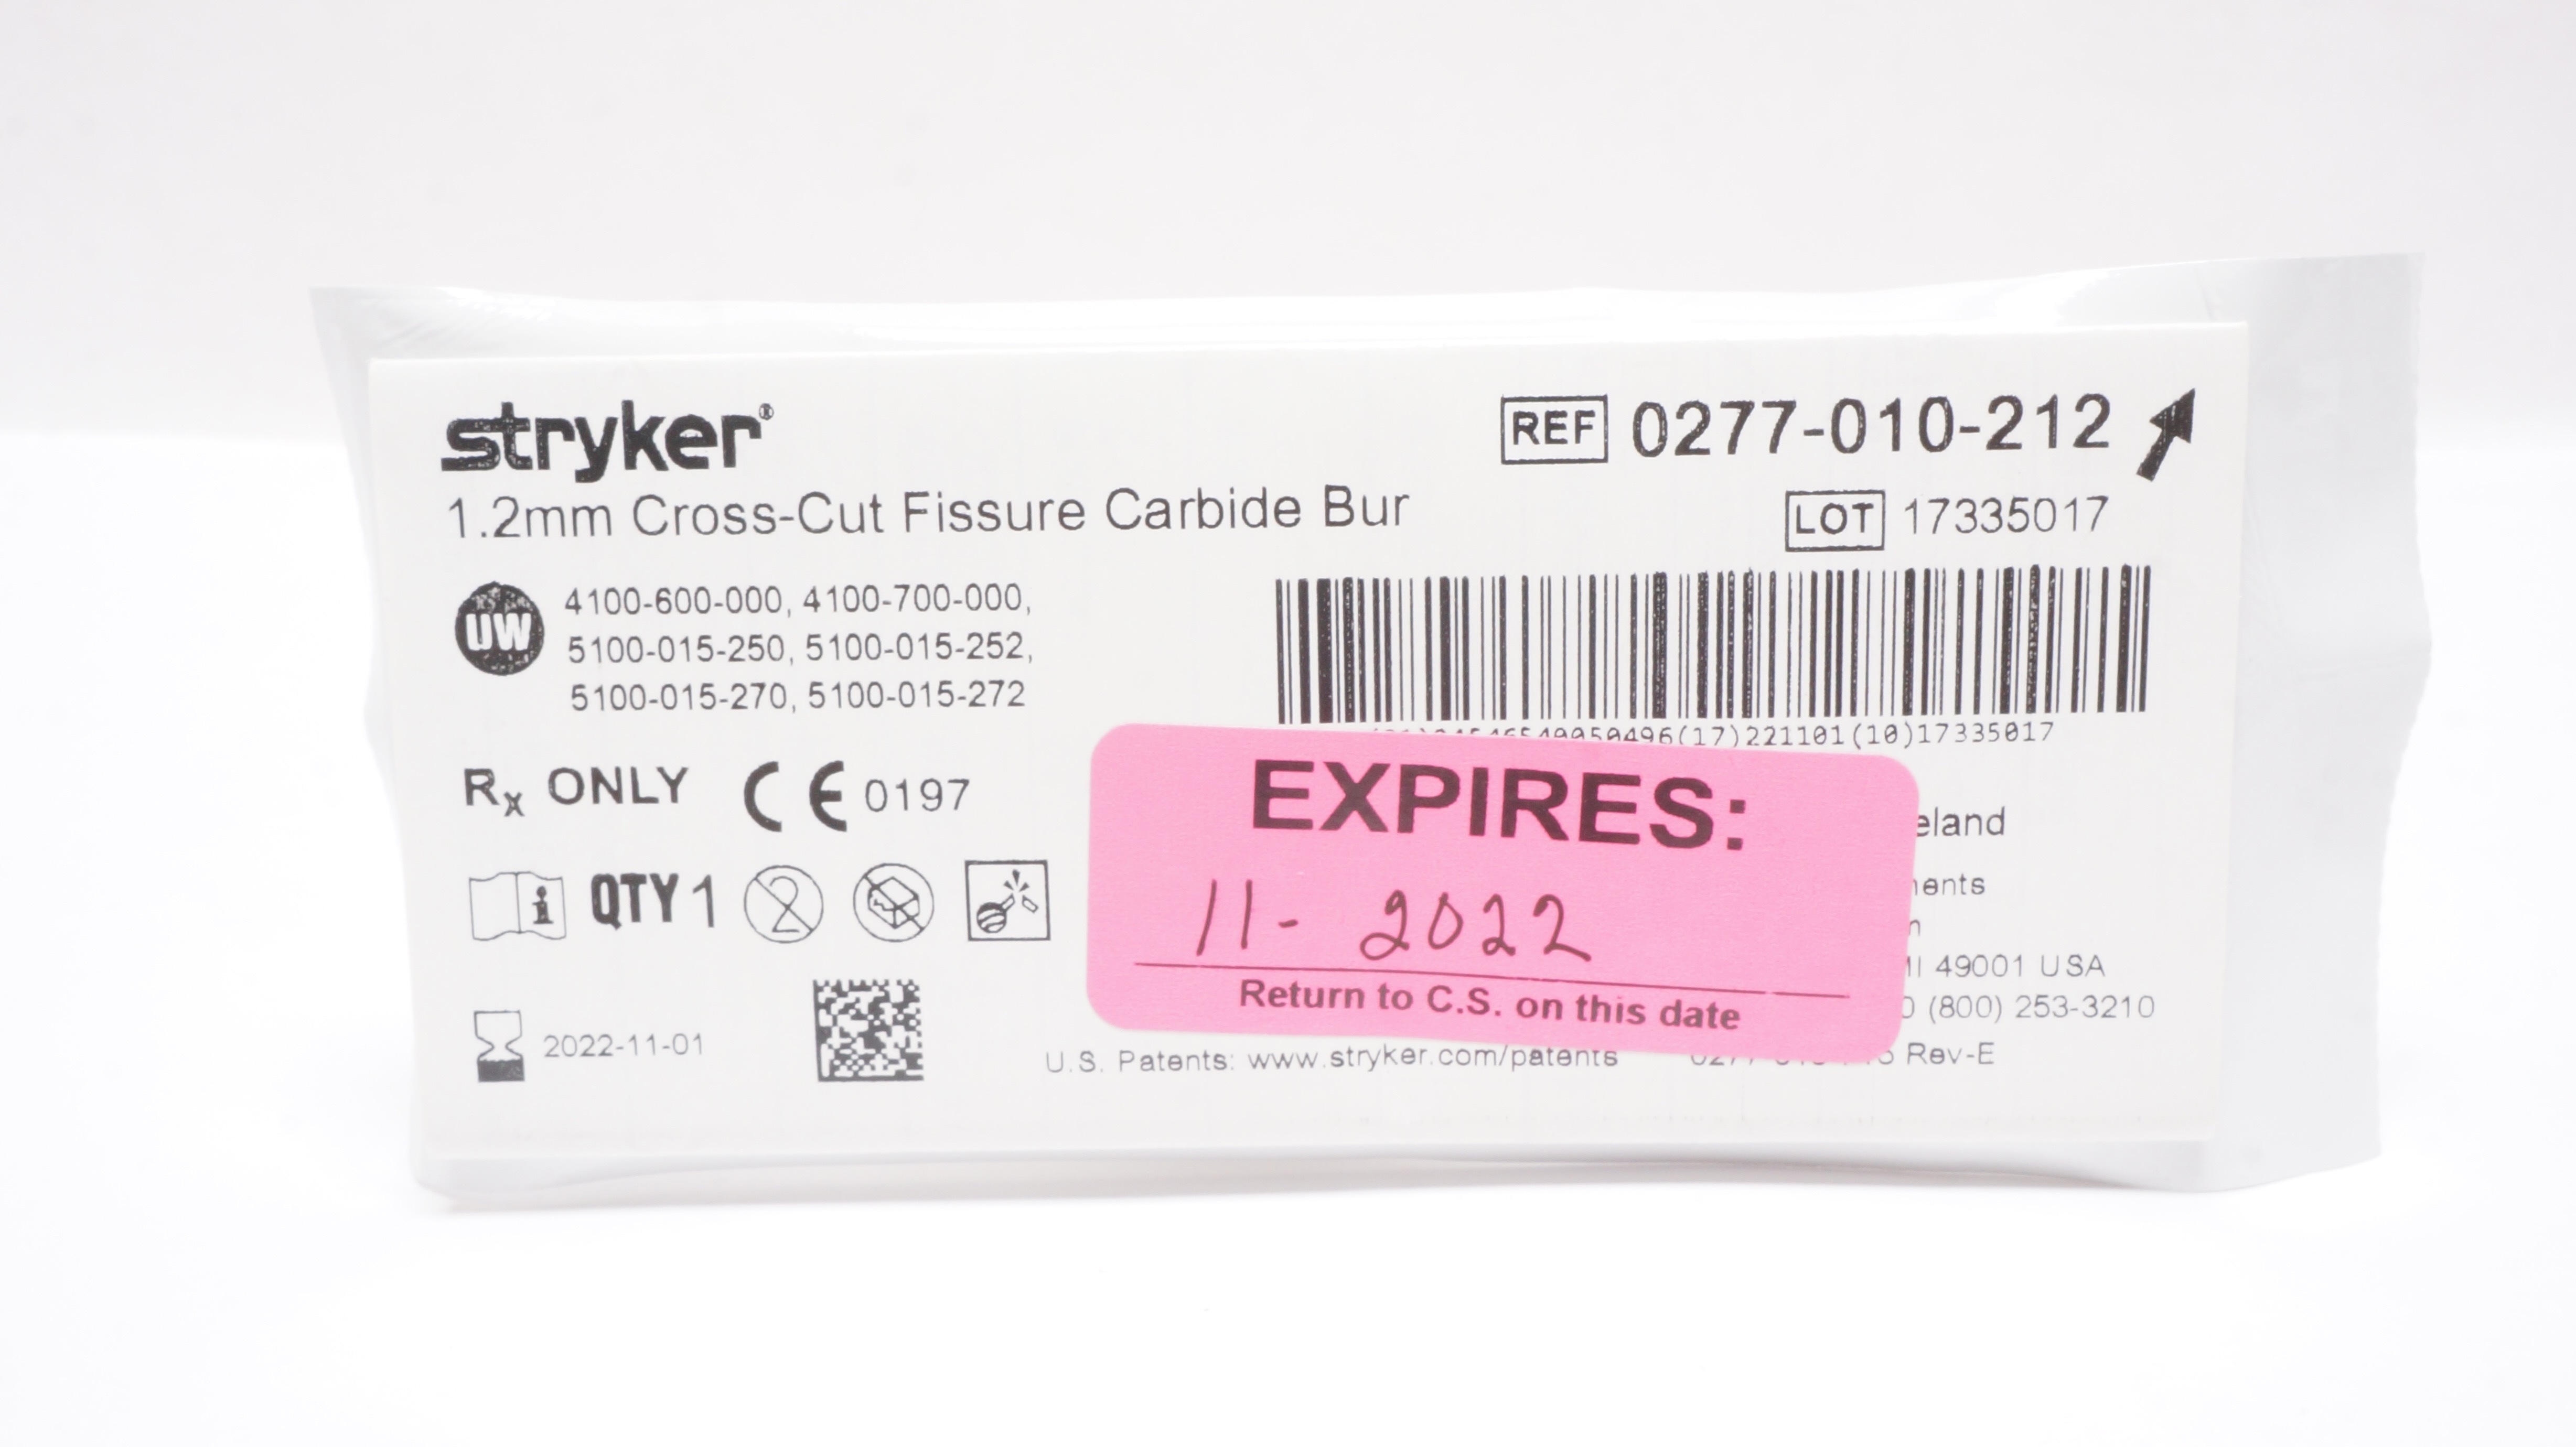 stryker®
1.2mm Cross-Cut Fissure Carbide Bur
REF 0277-010-212
LOT 17335017
UW
4100-600-000, 4100-700-000,
5100-015-250, 5100-015-252,
5100-015-270, 5100-015-272
(17)221101(10)17335017
Rx ONLY CE 0197
QTY 1
2
2022-11-01
EXPIRES:
11- 2022
Return to C.S. on this date
49001 USA
(800) 253-3210
U.S. Patents: www.stryker.com/patents
Rev-E